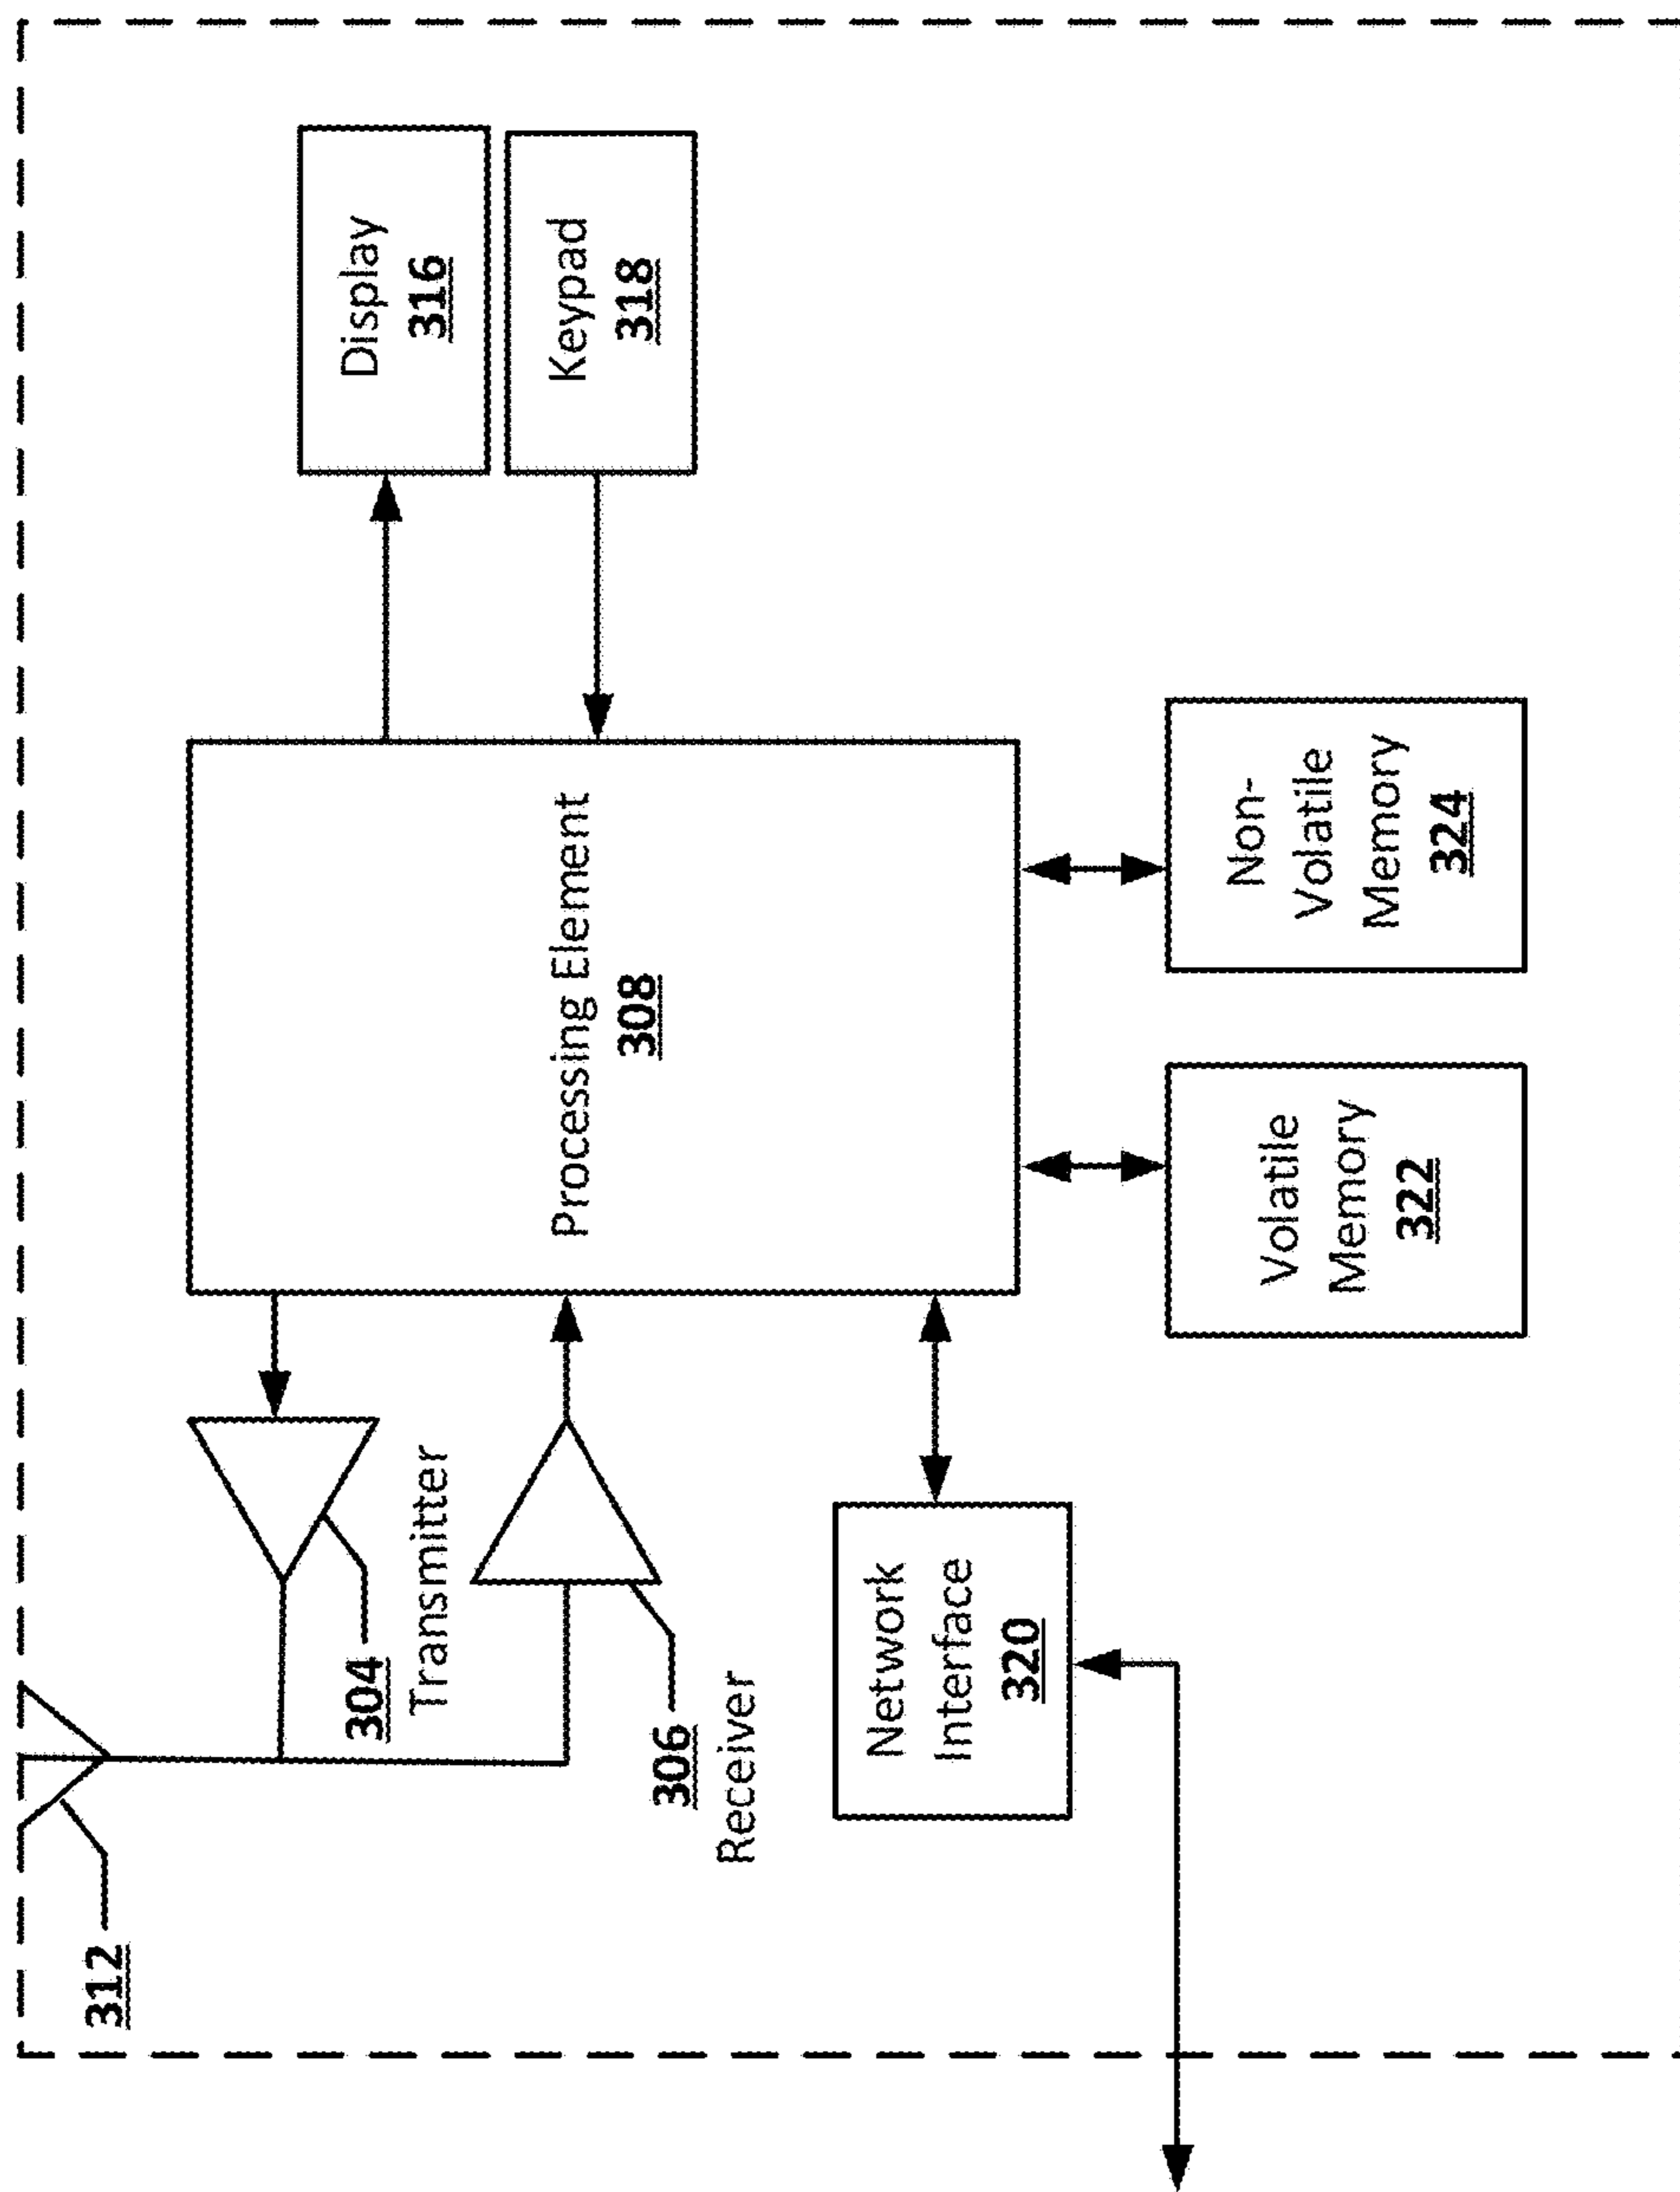 312
304
Transmitter
306
Receiver
Processing Element
308
Display
316
Keypad
318
Network
Interface
320
Volatile
Memory
322
Non-
Volatile
Memory
324